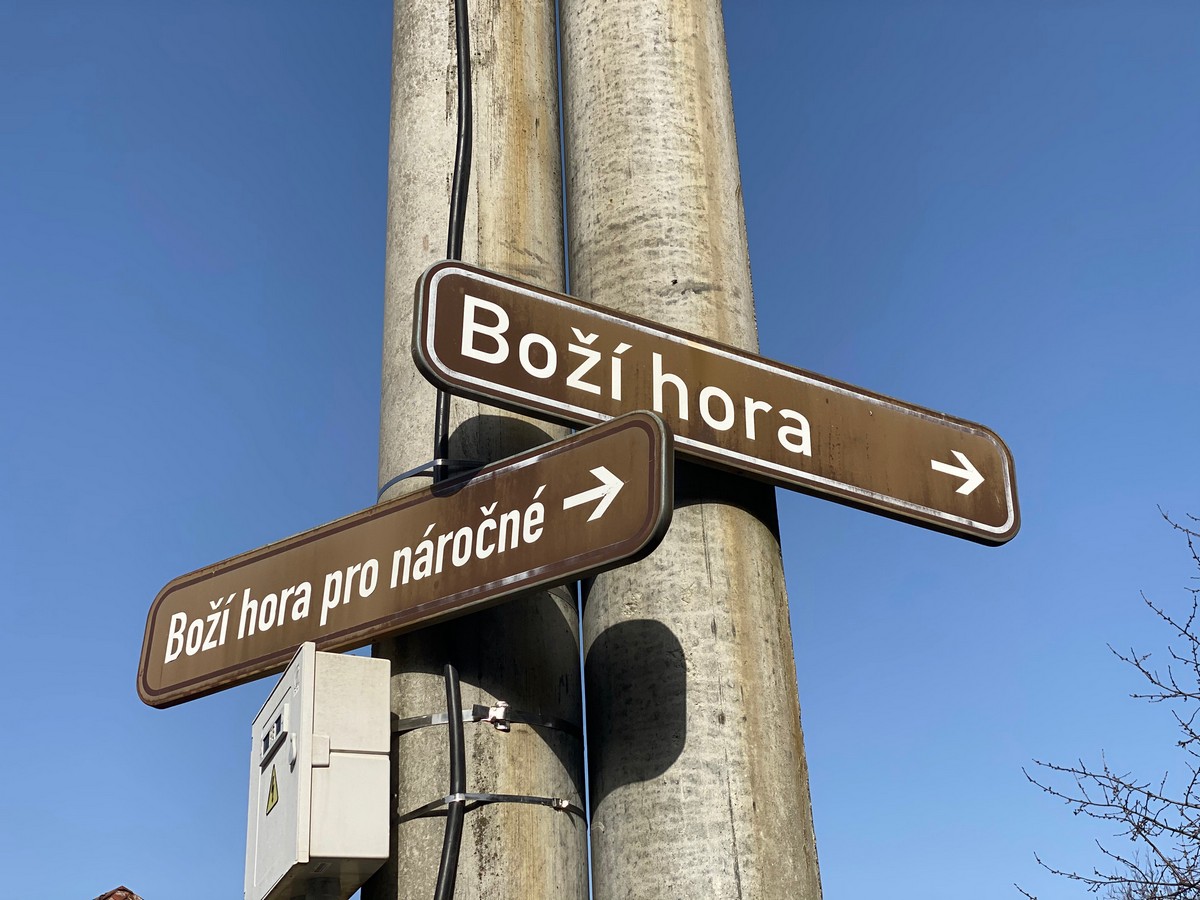 Boží hora →
Boží hora pro náročné →